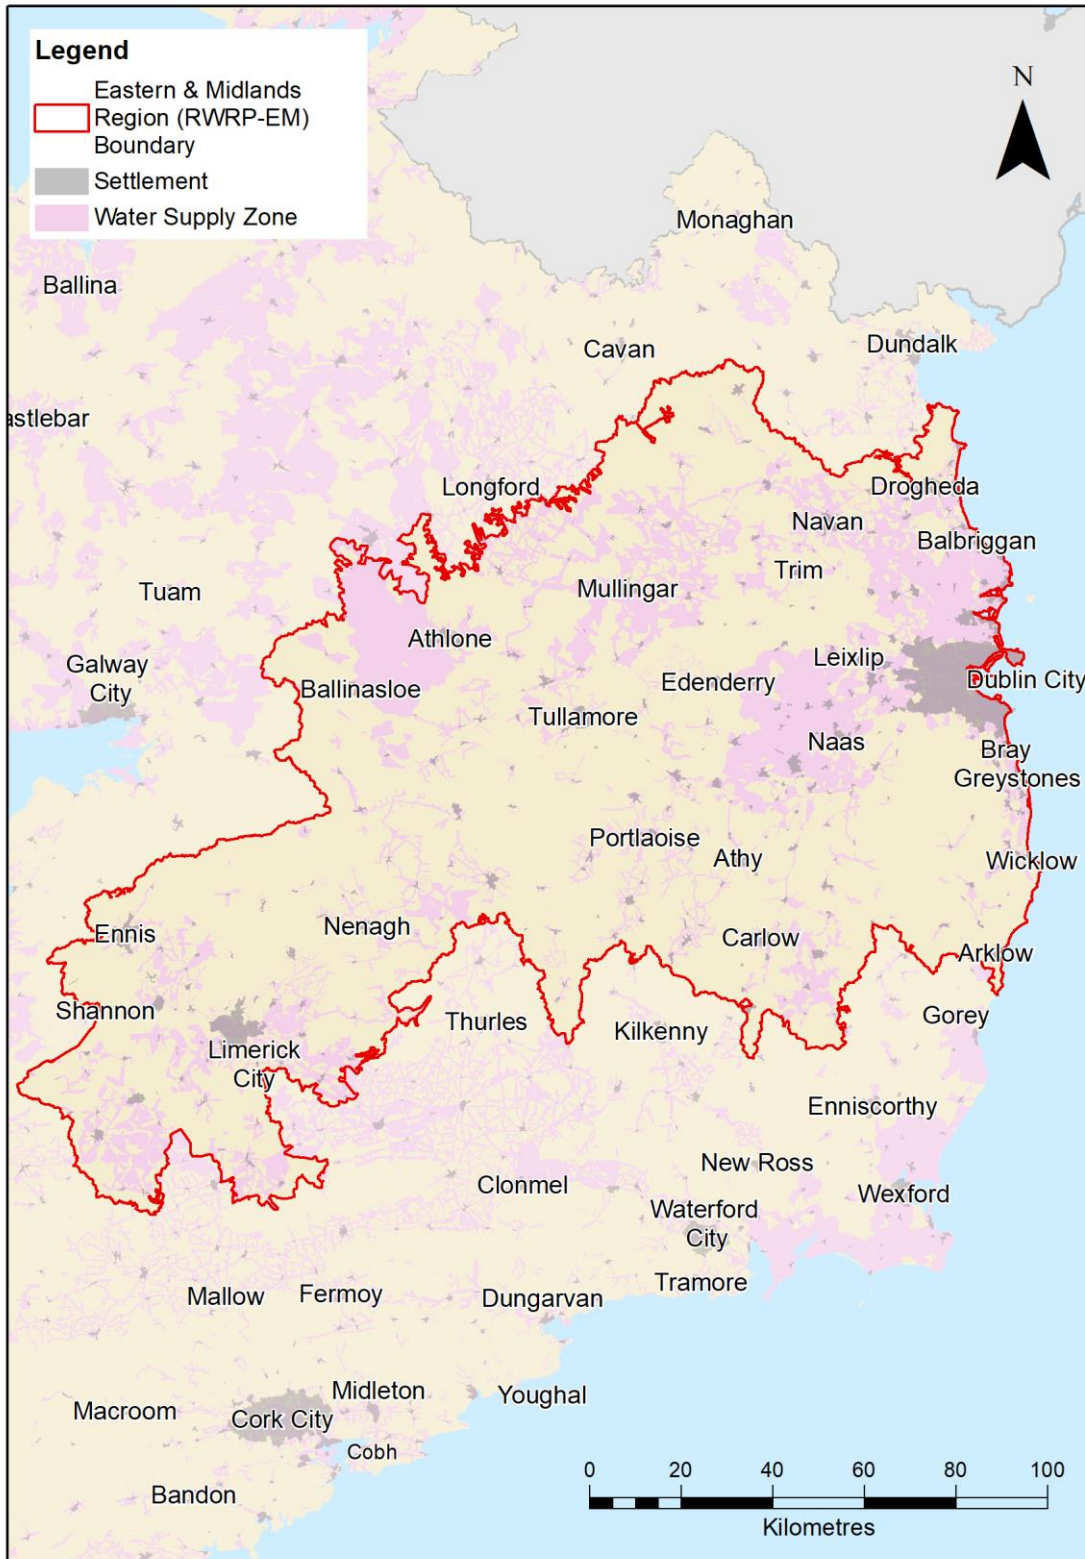 Legend
Eastern & Midlands
Region (RWRP-EM)
Boundary
Settlement
Water Supply Zone
N
Monaghan
Ballina
Cavan
Dundalk
astlebar
Longford
Drogheda
Navan
Balbriggan
Trim
Mullingar
Tuam
Athlone
Leixlip
Galway
City
Ballinasloe
Edenderry
Dublin City
Tullamore
Naas
Bray
Greystones
Portlaoise
Athy
Wicklow
Nenagh
Ennis
Carlow
Arklow
Shannon
Thurles
Kilkenny
Gorey
Limerick
City
Enniscorthy
New Ross
Clonmel
Wexford
Waterford
City
Tramore
Mallow
Fermoy
Dungarvan
Midleton
Youghal
Macroom
Cork City
Cobh
Bandon
0 20 40 60 80 100
Kilometres